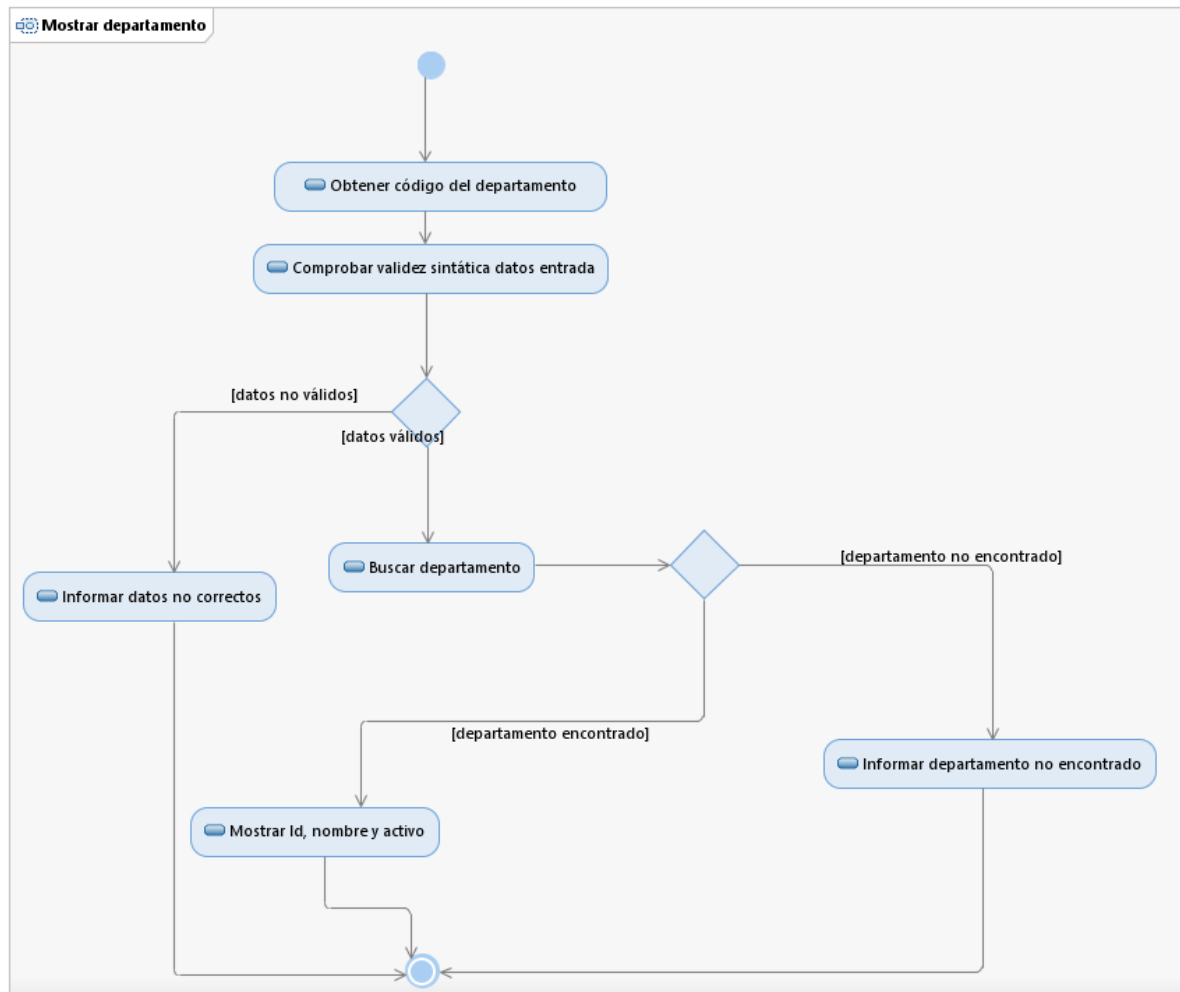 Mostrar departamento
Obtener código del departamento
Comprobar validez sintática datos entrada
[datos no válidos]
[datos válidos]
Buscar departamento
[departamento no encontrado]
Informar datos no correctos
[departamento encontrado]
Informar departamento no encontrado
Mostrar Id, nombre y activo